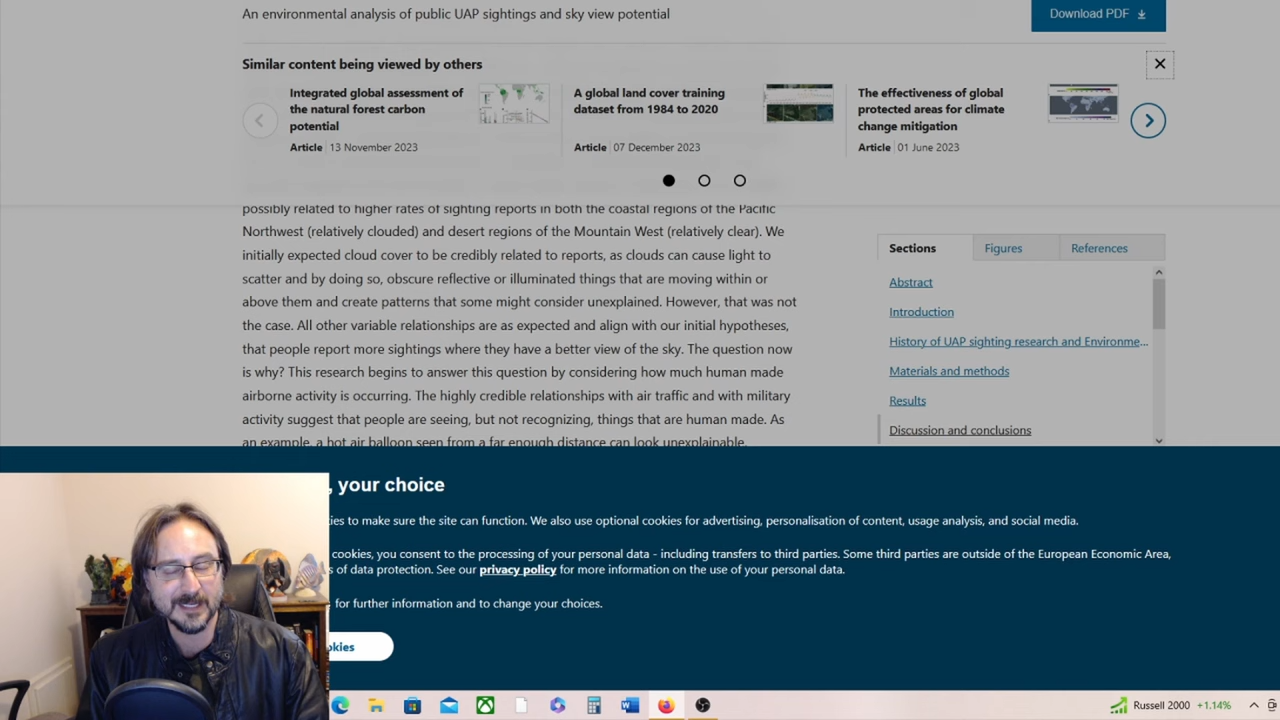 An environmental analysis of public UAP sightings and sky view potential
Download PDF
Similar content being viewed by others
Integrated global assessment of
the natural forest carbon
potential
Article 13 November 2023
A global land cover training
dataset from 1984 to 2020
Article 07 December 2023
The effectiveness of global
protected areas for climate
change mitigation
Article 01 June 2023
possibly related to higher rates of sighting reports in both the coastal regions of the Pacific
Northwest (relatively clouded) and desert regions of the Mountain West (relatively clear). We
initially expected cloud cover to be credibly related to reports, as clouds can cause light to
scatter and by doing so, obscure reflective or illuminated things that are moving within or
above them and create patterns that some might consider unexplained. However, that was not
the case. All other variable relationships are as expected and align with our initial hypotheses,
that people report more sightings where they have a better view of the sky. The question now
is why? This research begins to answer this question by considering how much human made
airborne activity is occurring. The highly credible relationships with air traffic and with military
activity suggest that people are seeing, but not recognizing, things that are human made. As
an example, a hot air balloon seen from a far enough distance can look unexplainable.
Sections
Figures
References
Abstract
Introduction
History of UAP sighting research and Environme...
Materials and methods
Results
Discussion and conclusions
, your choice
ies to make sure the site can function. We also use optional cookies for advertising, personalisation of content, usage analysis, and social media.
cookies, you consent to the processing of your personal data - including transfers to third parties. Some third parties are outside of the European Economic Area,
s of data protection. See our privacy policy for more information on the use of your personal data.
for further information and to change your choices.
okies
Russell 2000 +1.14%